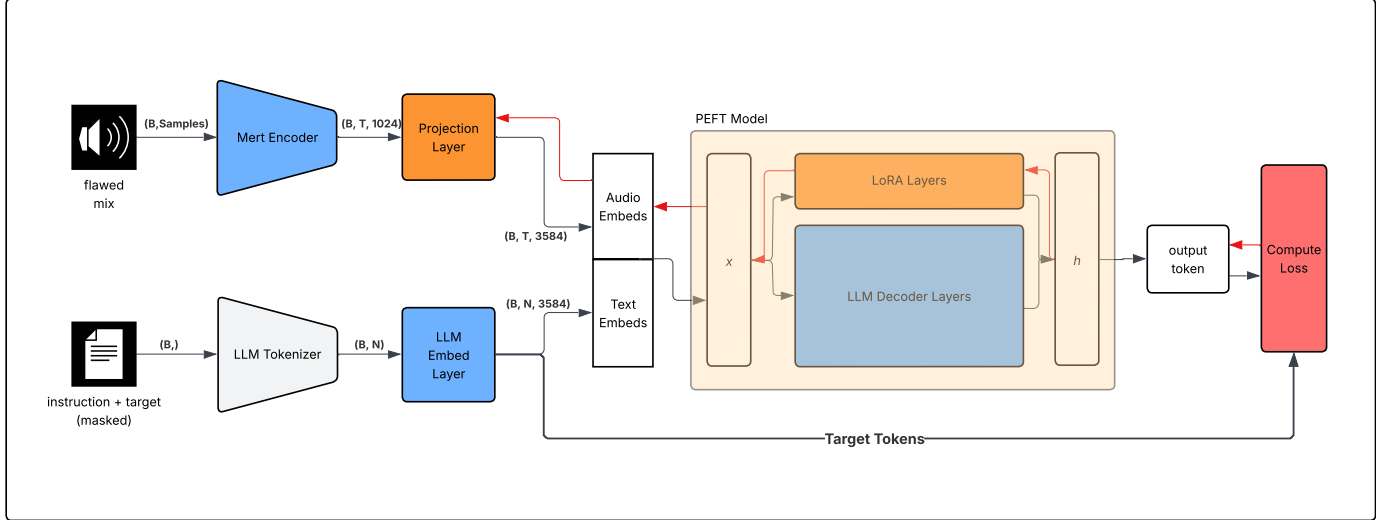 PEFT Model
(B,Samples)
Mert Encoder
(B, T, 1024)
Projection
Layer
flawed
mix
Audio
Embeds
(B, T, 3584)
LoRA Layers
x
h
LLM Decoder Layers
output
token
Compute
Loss
(B, N, 3584)
Text
Embeds
(B,)
LLM Tokenizer
(B, N)
LLM
Embed
Layer
instruction + target
(masked)
Target Tokens